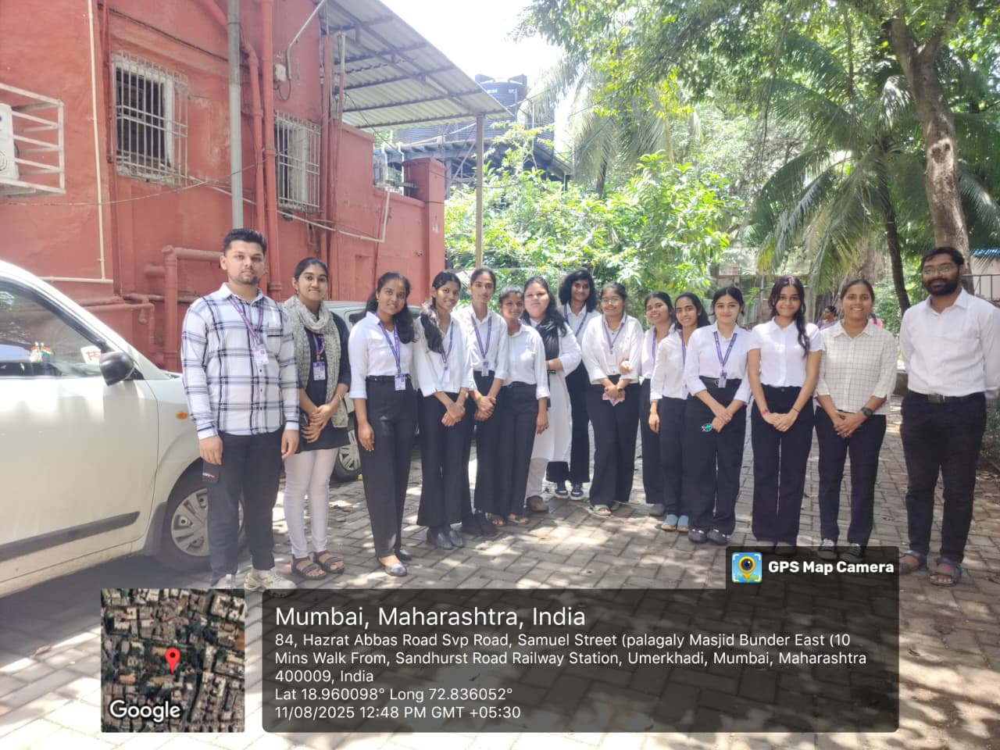 GPS Map Camera
Mumbai, Maharashtra, India
84, Hazrat Abbas Road Svp Road, Samuel Street (palagaly Masjid Bunder East (10
Mins Walk From, Sandhurst Road Railway Station, Umerkhadi, Mumbai, Maharashtra
400009, India
Lat 18.960098° Long 72.836052°
11/08/2025 12:48 PM GMT +05:30
Google